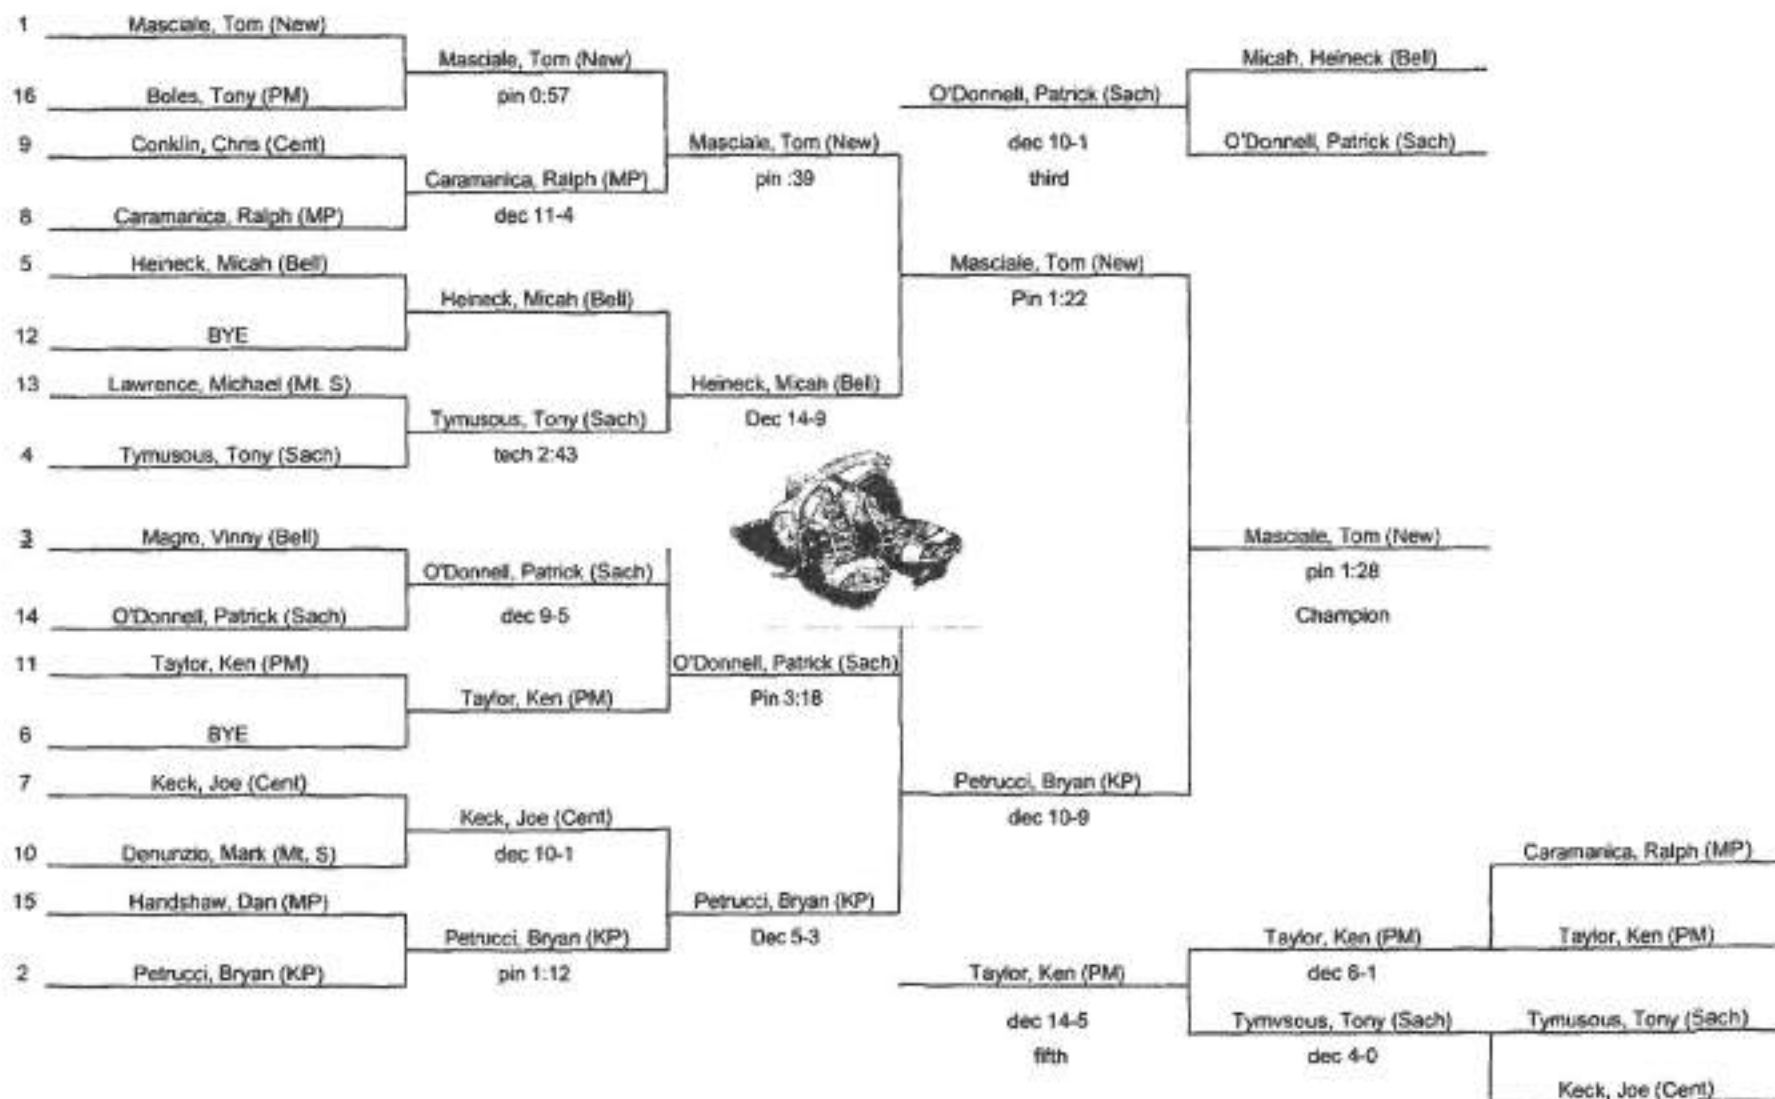 1 Masciale, Tom (New)
Masciale, Tom (New)
pin 0:57
16 Boles, Tony (PM)
9 Conklin, Chris (Cent)
Caramanica, Ralph (MP)
dec 11-4
8 Caramanica, Ralph (MP)
Masciale, Tom (New)
pin :39
5 Heineck, Micah (Bell)
Heineck, Micah (Bell)
12 BYE
13 Lawrence, Michael (Mt. S)
Tymusous, Tony (Sach)
tech 2:43
4 Tymusous, Tony (Sach)
Heineck, Micah (Bell)
Dec 14-9
Masciale, Tom (New)
Pin 1:22
3 Magro, Vinny (Bell)
O'Donnell, Patrick (Sach)
dec 9-5
14 O'Donnell, Patrick (Sach)
11 Taylor, Ken (PM)
Taylor, Ken (PM)
6 BYE
O'Donnell, Patrick (Sach)
Pin 3:18
7 Keck, Joe (Cent)
Keck, Joe (Cent)
dec 10-1
10 Denunzio, Mark (Mt. S)
15 Handshaw, Dan (MP)
Petrucci, Bryan (KP)
pin 1:12
2 Petrucci, Bryan (KP)
Petrucci, Bryan (KP)
Dec 5-3
Petrucci, Bryan (KP)
dec 10-9
Masciale, Tom (New)
pin 1:28
Champion
Micah, Heineck (Bell)
O'Donnell, Patrick (Sach)
O'Donnell, Patrick (Sach)
dec 10-1
third
Caramanica, Ralph (MP)
Taylor, Ken (PM)
Taylor, Ken (PM)
dec 6-1
Tymusous, Tony (Sach)
Keck, Joe (Cent)
Tymvsous, Tony (Sach)
dec 4-0
Taylor, Ken (PM)
dec 14-5
fifth